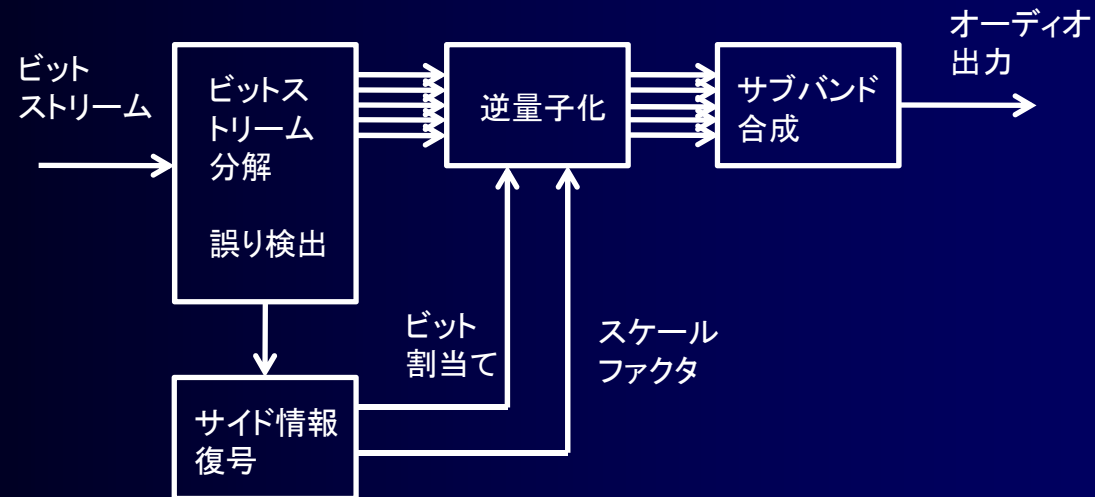 ビット
ストリーム
ビットス
トリーム
分解
誤り検出
逆量子化
サブバンド
合成
オーディオ
出力
ビット
割当て
スケール
ファクタ
サイド情報
復号